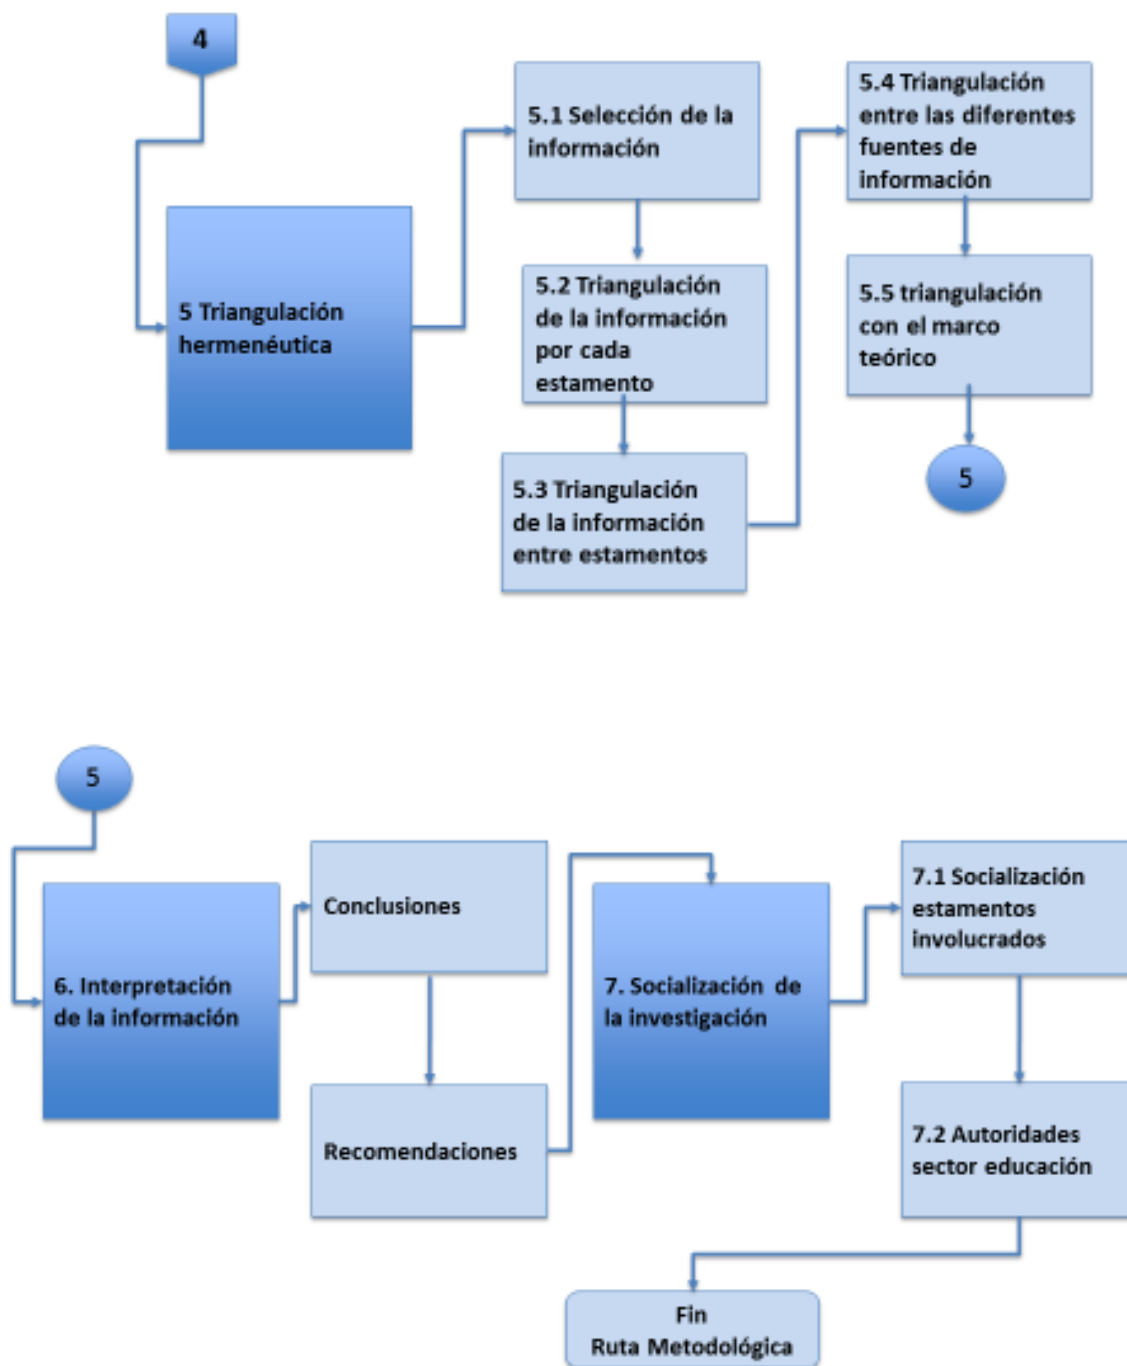 4
5 Triangulación
hermenéutica
5.1 Selección de la
información
5.2 Triangulación
de la información
por cada
estamento
5.3 Triangulación
de la información
entre estamentos
5.4 Triangulación
entre las diferentes
fuentes de
información
5.5 triangulación
con el marco
teórico
5
5
6. Interpretación
de la información
Conclusiones
Recomendaciones
7. Socialización de
la investigación
7.1 Socialización
estamentos
involucrados
7.2 Autoridades
sector educación
Fin
Ruta Metodológica